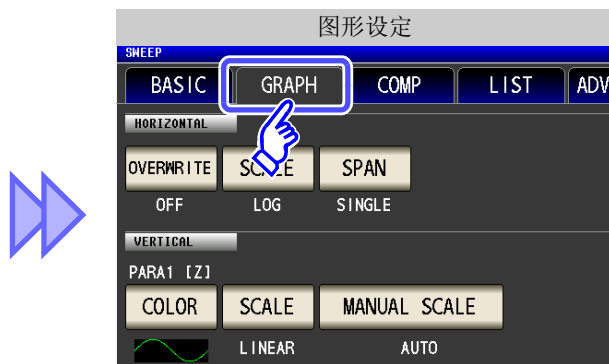 图形设定
SWEEP
BASIC GRAPH COMP LIST ADV
HORIZONTAL
OVERWRITE SCALE SPAN
OFF LOG SINGLE
VERTICAL
PARA1 [Z]
COLOR SCALE MANUAL SCALE
LINEAR AUTO